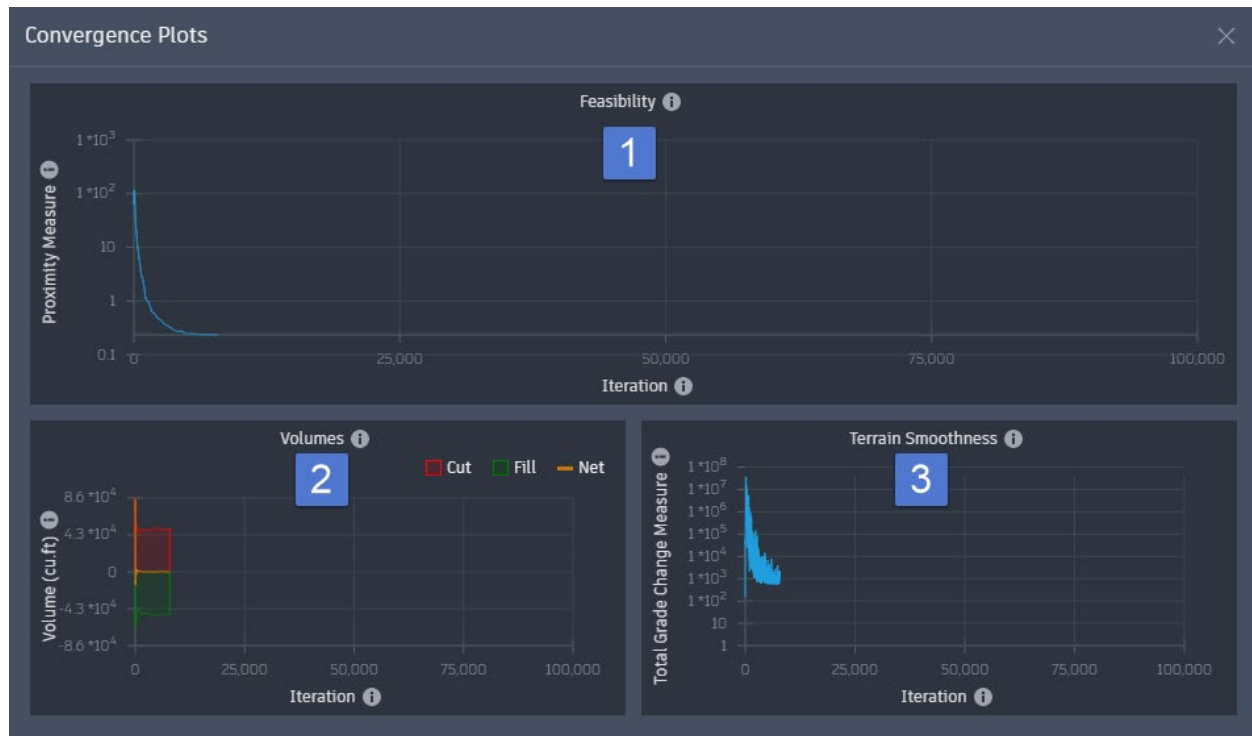 Convergence Plots
Feasibility
1
Proximity Measure
1*10³
1*10²
10
1
0.1
0
25,000
50,000
75,000
100,000
Iteration
Volumes
2
Cut
Fill
Net
Volume (cu.ft)
8.6*10⁴
4.3*10⁴
0
-4.3*10⁴
-8.6*10⁴
0
25,000
50,000
75,000
100,000
Iteration
Terrain Smoothness
3
Total Grade Change Measure
1*10⁸
1*10⁷
1*10⁶
1*10⁵
1*10⁴
1*10³
1*10²
10
1
0
25,000
50,000
75,000
100,000
Iteration